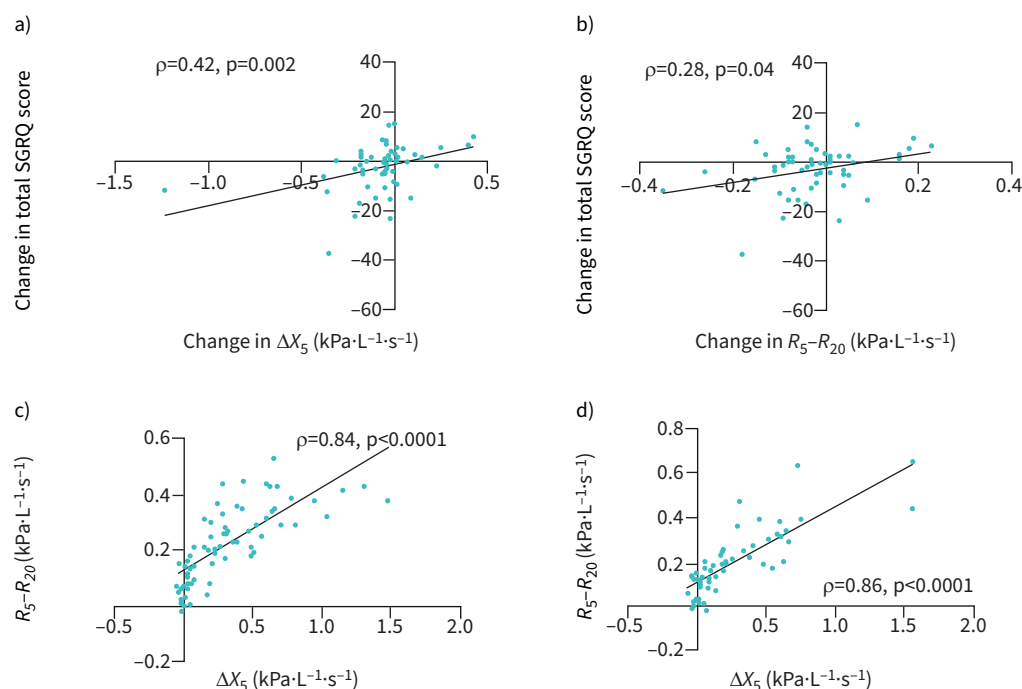 a)
ρ=0.42, p=0.002
Change in total SGRQ score
40
20
–1.5
–1.0
–0.5
0.5
–20
–40
–60
Change in ΔX5 (kPa·L–1·s–1)
b)
ρ=0.28, p=0.04
Change in total SGRQ score
40
20
–0.4
–0.2
0.2
0.4
–20
–40
–60
Change in R5–R20 (kPa·L–1·s–1)
c)
ρ=0.84, p<0.0001
R5–R20 (kPa·L–1·s–1)
0.6
0.4
0.2
–0.5
0
0.5
1.0
1.5
2.0
–0.2
ΔX5 (kPa·L–1·s–1)
d)
R5–R20 (kPa·L–1·s–1)
0.8
0.6
0.4
0.2
ρ=0.86, p<0.0001
–0.5
0
0.5
1.0
1.5
2.0
–0.2
ΔX5 (kPa·L–1·s–1)